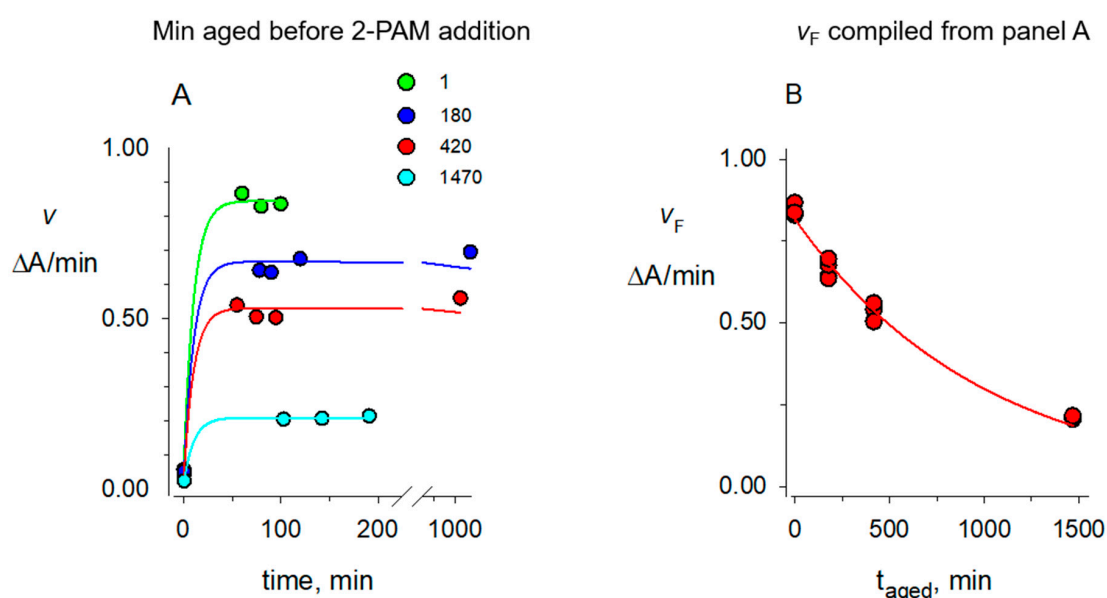 Min aged before 2-PAM addition
A
1
180
420
1470
1.00
v
ΔA/min
0.50
0.00
0
100
200
1000
time, min
vF compiled from panel A
B
1.00
vF
ΔA/min
0.50
0.00
0
500
1000
1500
taged, min